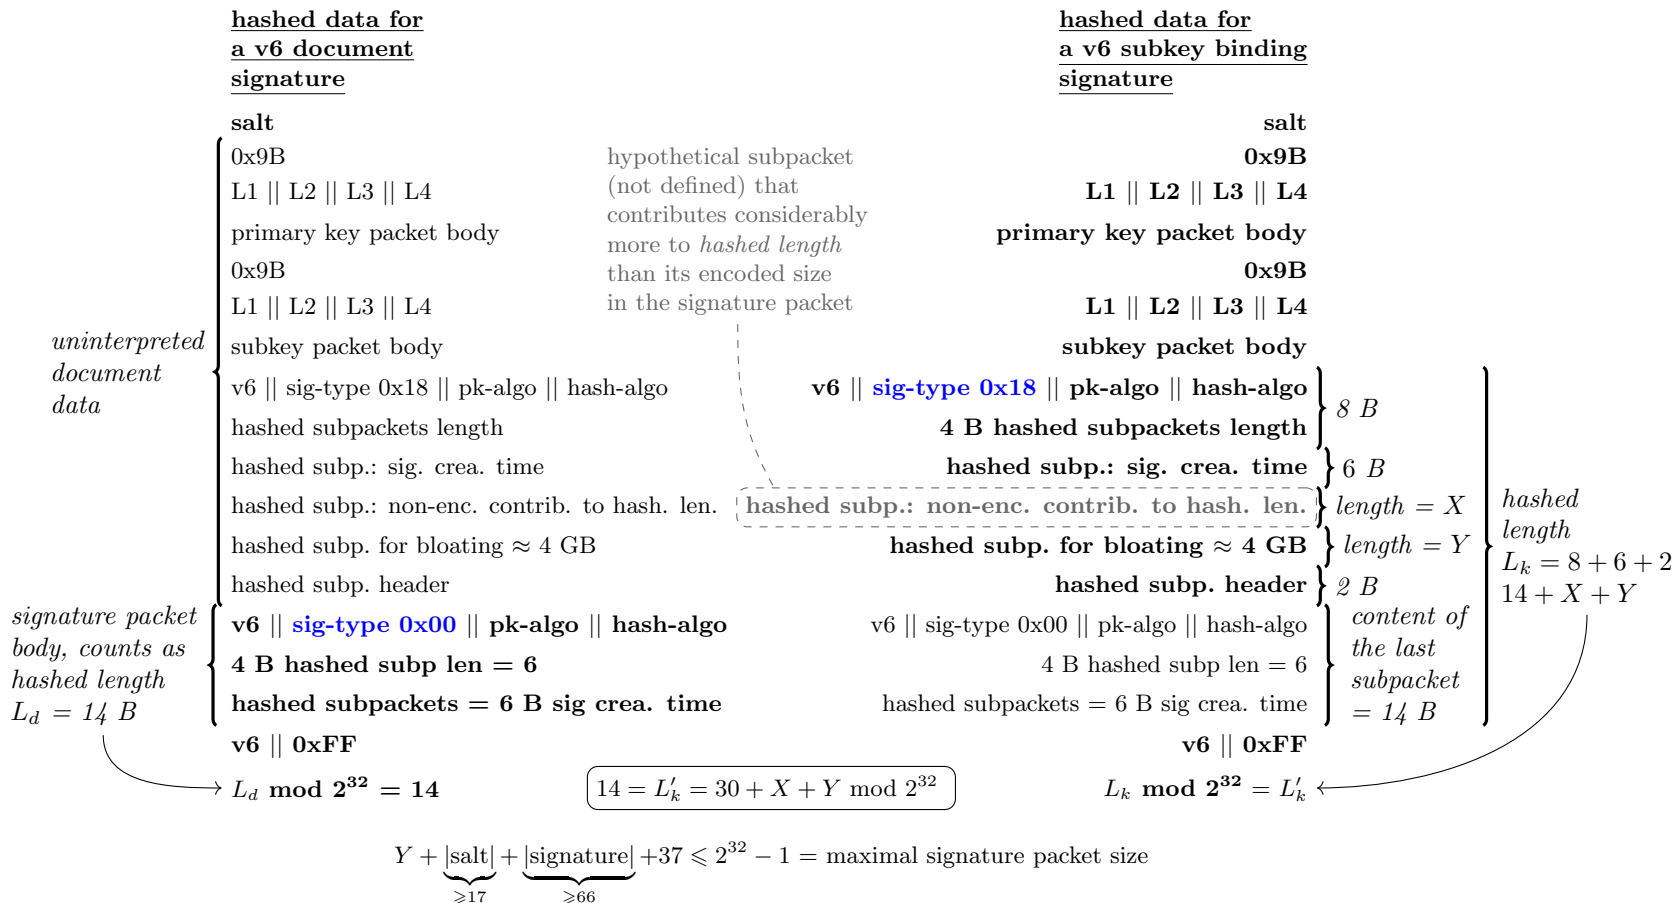 hashed data for
a v6 document
signature
hashed data for
a v6 subkey binding
signature
salt
0x9B
L1 || L2 || L3 || L4
primary key packet body
0x9B
L1 || L2 || L3 || L4
subkey packet body
v6 || sig-type 0x18 || pk-algo || hash-algo
hashed subpackets length
hashed subp.: sig. crea. time
hashed subp.: non-enc. contrib. to hash. len.
hashed subp. for bloating ≈ 4 GB
hashed subp. header
v6 || sig-type 0x00 || pk-algo || hash-algo
4 B hashed subp len = 6
hashed subpackets = 6 B sig crea. time
v6 || 0xFF
L_d mod 2^32 = 14
uninterpreted
document
data
signature packet
body, counts as
hashed length
L_d = 14 B
hypothetical subpacket
(not defined) that
contributes considerably
more to hashed length
than its encoded size
in the signature packet
salt
0x9B
L1 || L2 || L3 || L4
primary key packet body
0x9B
L1 || L2 || L3 || L4
subkey packet body
v6 || sig-type 0x18 || pk-algo || hash-algo
4 B hashed subpackets length
hashed subp.: sig. crea. time
hashed subp.: non-enc. contrib. to hash. len.
hashed subp. for bloating ≈ 4 GB
hashed subp. header
v6 || sig-type 0x00 || pk-algo || hash-algo
4 B hashed subp len = 6
hashed subpackets = 6 B sig crea. time
v6 || 0xFF
L_k mod 2^32 = L'_k
8 B
6 B
length = X
length = Y
2 B
content of
the last
subpacket
= 14 B
hashed
length
L_k = 8 + 6 + 2
14 + X + Y
14 = L'_k = 30 + X + Y mod 2^32
Y + |salt| + |signature| +37 ⩽ 2^32 − 1 = maximal signature packet size
⩾17 ⩾66